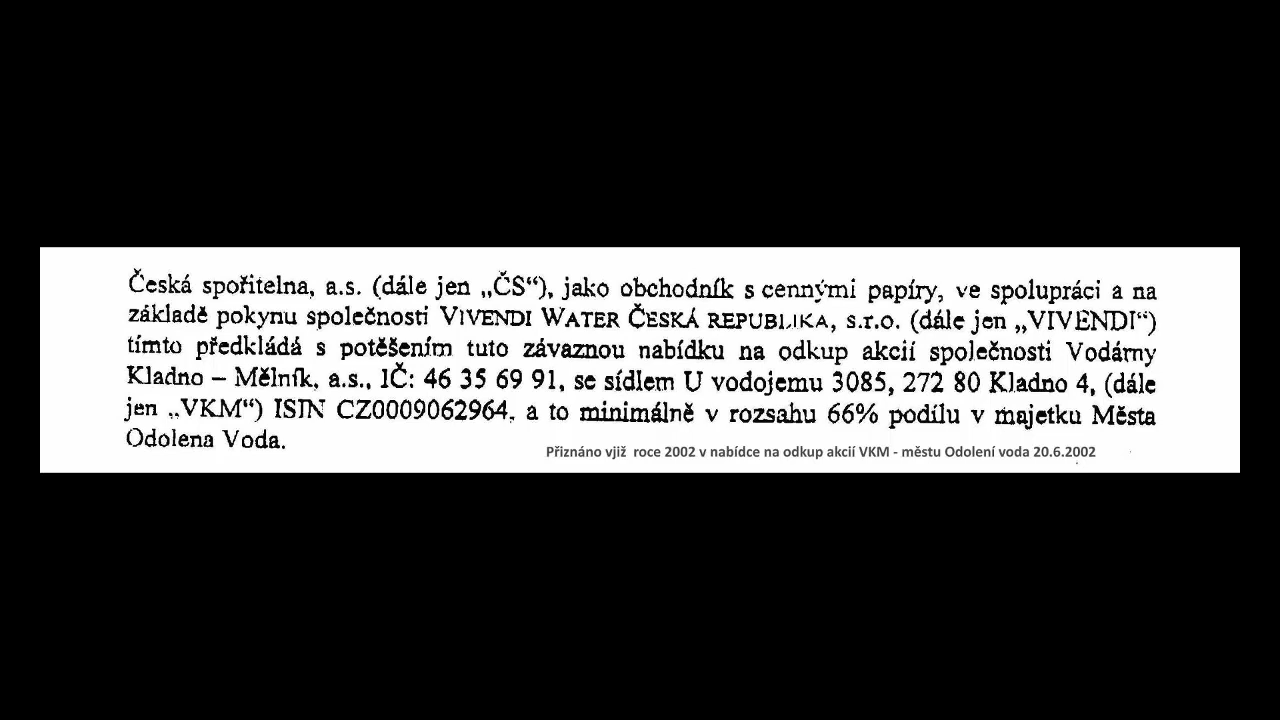 Česká spořitelna, a.s. (dále jen „ČS“), jako obchodník s cennými papíry, ve spolupráci a na
základě pokynu společnosti VIVENDI WATER ČESKÁ REPUBLIKA, s.r.o. (dále jen „VIVENDI“)
tímto předkládá s potěšením tuto závaznou nabídku na odkup akcií společnosti Vodárny
Kladno – Mělník, a.s., IČ: 46 35 69 91, se sídlem U vodojemu 3085, 272 80 Kladno 4, (dále
jen „VKM“) ISIN CZ0009062964, a to minimálně v rozsahu 66% podílu v majetku Města
Odolena Voda.
Přiznáno vjiž roce 2002 v nabídce na odkup akcií VKM - městu Odolení voda 20.6.2002